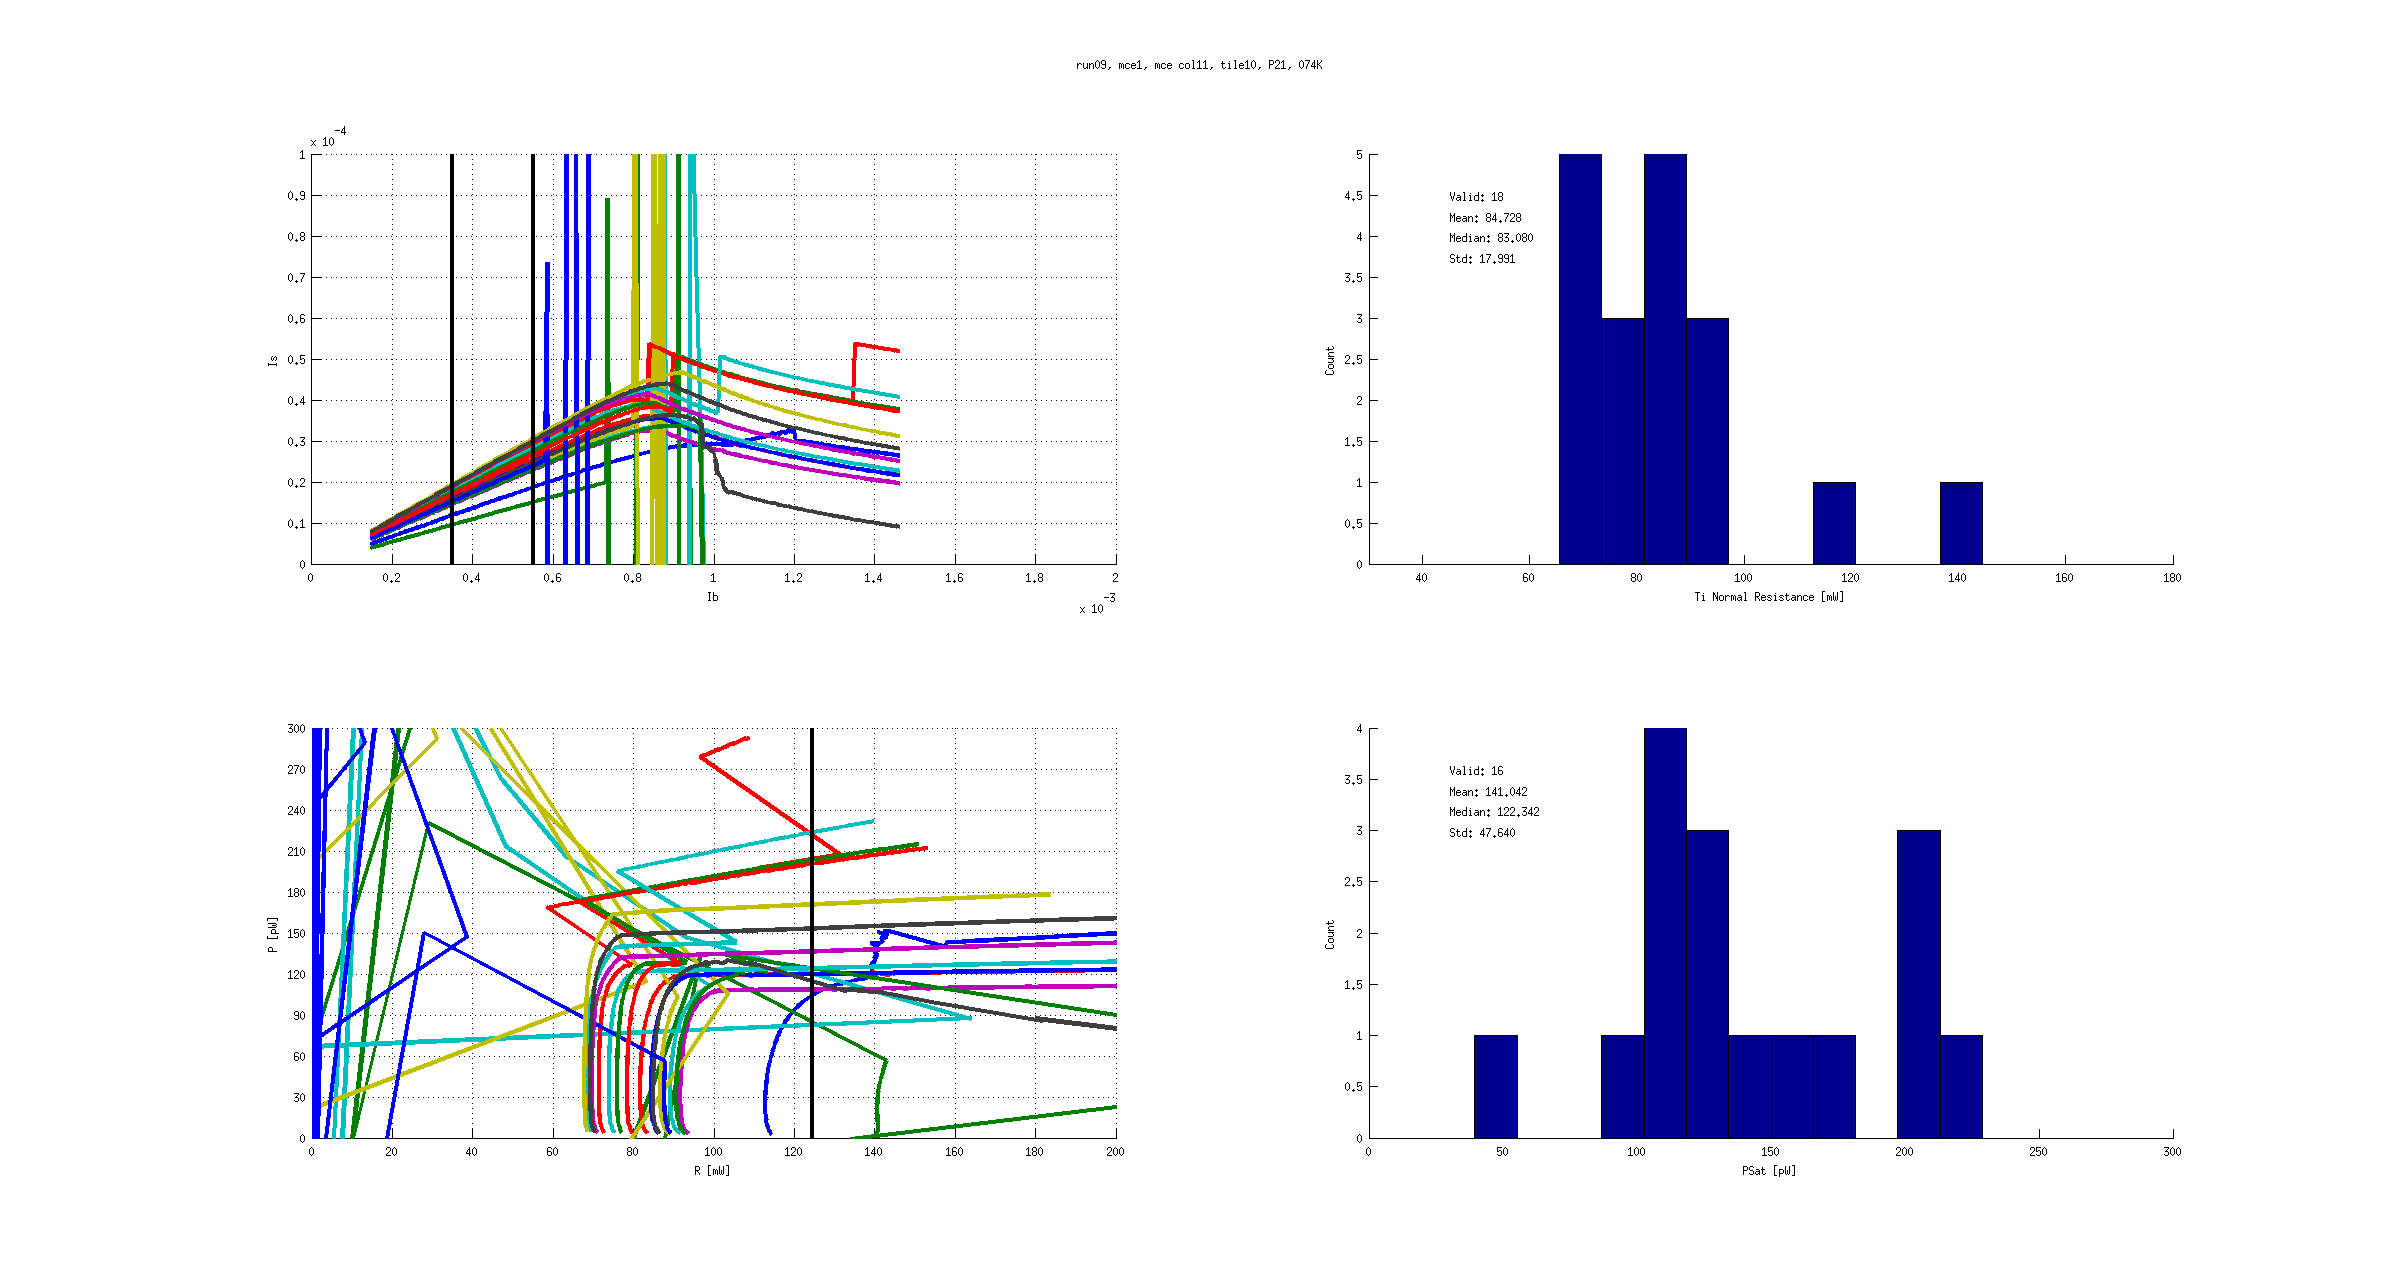 run09, mce1, mce col11, tile10, P21, 074K
x 10^-4
1
0.9
0.8
0.7
0.6
0.5
0.4
0.3
0.2
0.1
0
Is
0 0.2 0.4 0.6 0.8 1 1.2 1.4 1.6 1.8 2
Ib
x 10^-3
5
4.5
4
3.5
3
2.5
2
1.5
1
0.5
0
Count
Valid: 18
Mean: 84.728
Median: 83.080
Std: 17.991
40 60 80 100 120 140 160 180
Ti Normal Resistance [mW]
300
270
240
210
180
150
120
90
60
30
0
P [pW]
0 20 40 60 80 100 120 140 160 180 200
R [mW]
4
3.5
3
2.5
2
1.5
1
0.5
0
Count
Valid: 16
Mean: 141.042
Median: 122.342
Std: 47.640
0 50 100 150 200 250 300
PSat [pW]